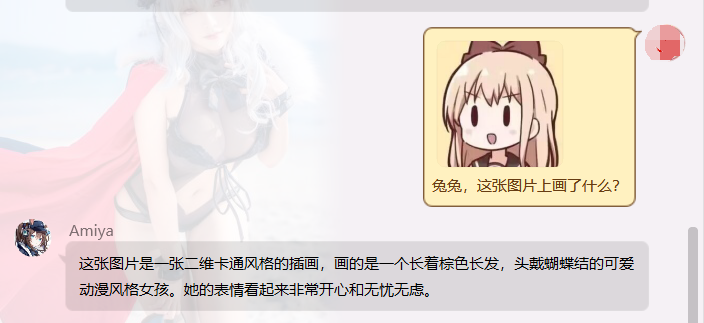 兔兔，这张图片上画了什么？
Amiya
这张图片是一张二维卡通风格的插画，画的是一个长着棕色长发，头戴蝴蝶结的可爱
动漫风格女孩。她的表情看起来非常开心和无忧无虑。